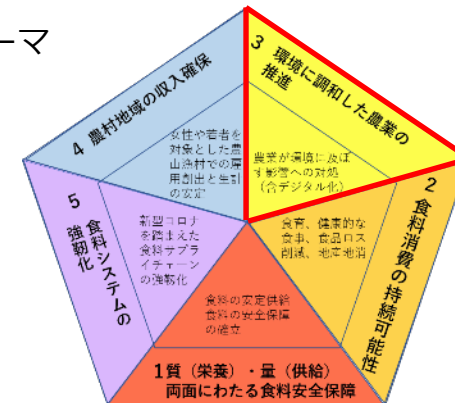 ーマ
3 環境に調和した農業の
推進
農業が環境に及ぼ
す影響への対処
(含デジタル化)
4 農村地域の収入確保
女性や若者を
対象とした農
山漁村での雇
用創出と生計
の安定
2 食料消費の持続可能性
食育、健康的な
食事、食品ロス
削減、地産地消
5 食料システムの
強靭化
新型コロナ
を踏まえた
食料サプラ
イチェーン
の強靭化
食料の安定供給
食料の安全保障
の確立
1質(栄養)・量(供給)
両面にわたる食料安全保障